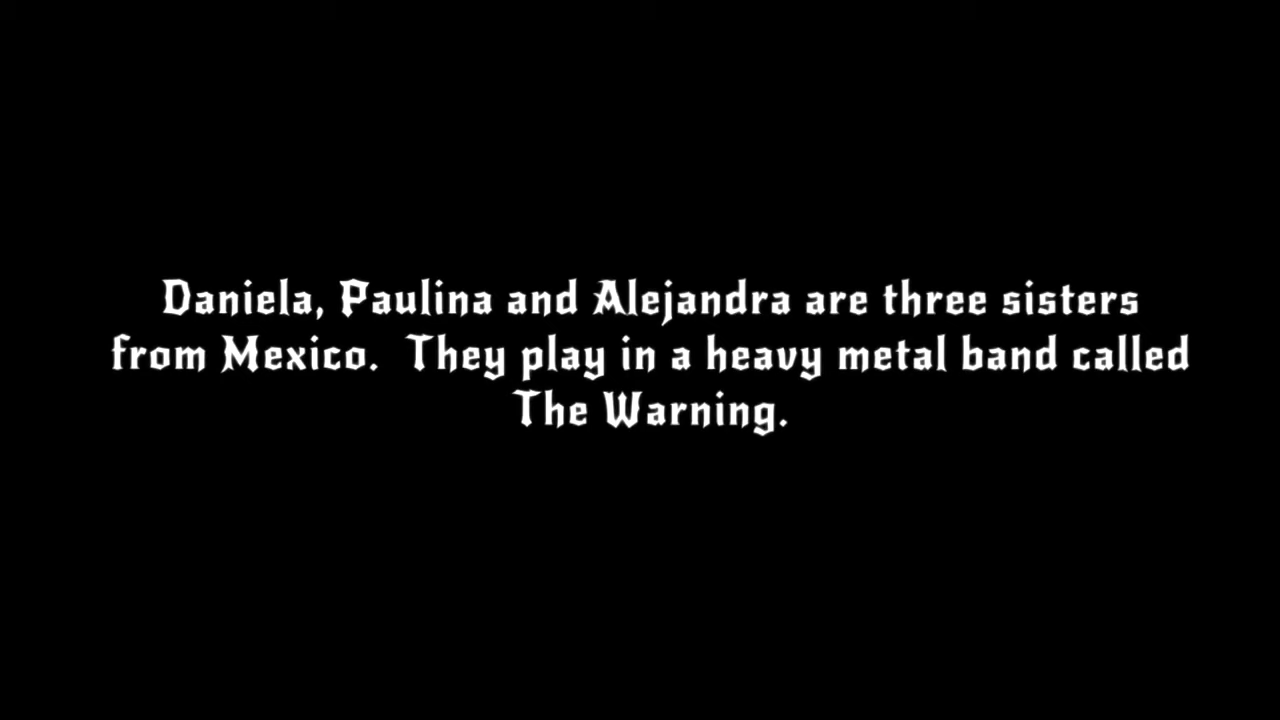 Daniela, Paulina and Alejandra are three sisters
from Mexico.  They play in a heavy metal band called
The Warning.